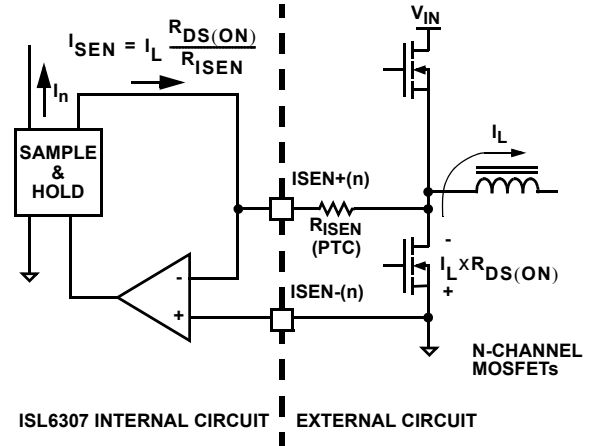 V_IN
I_SEN = I_L R_DS(ON) / R_ISEN
I_n
I_L
SAMPLE
&
HOLD
ISEN+(n)
R_ISEN
(PTC)
-
I_L x R_DS(ON)
+
-
+
ISEN-(n)
N-CHANNEL
MOSFETs
ISL6307 INTERNAL CIRCUIT
EXTERNAL CIRCUIT